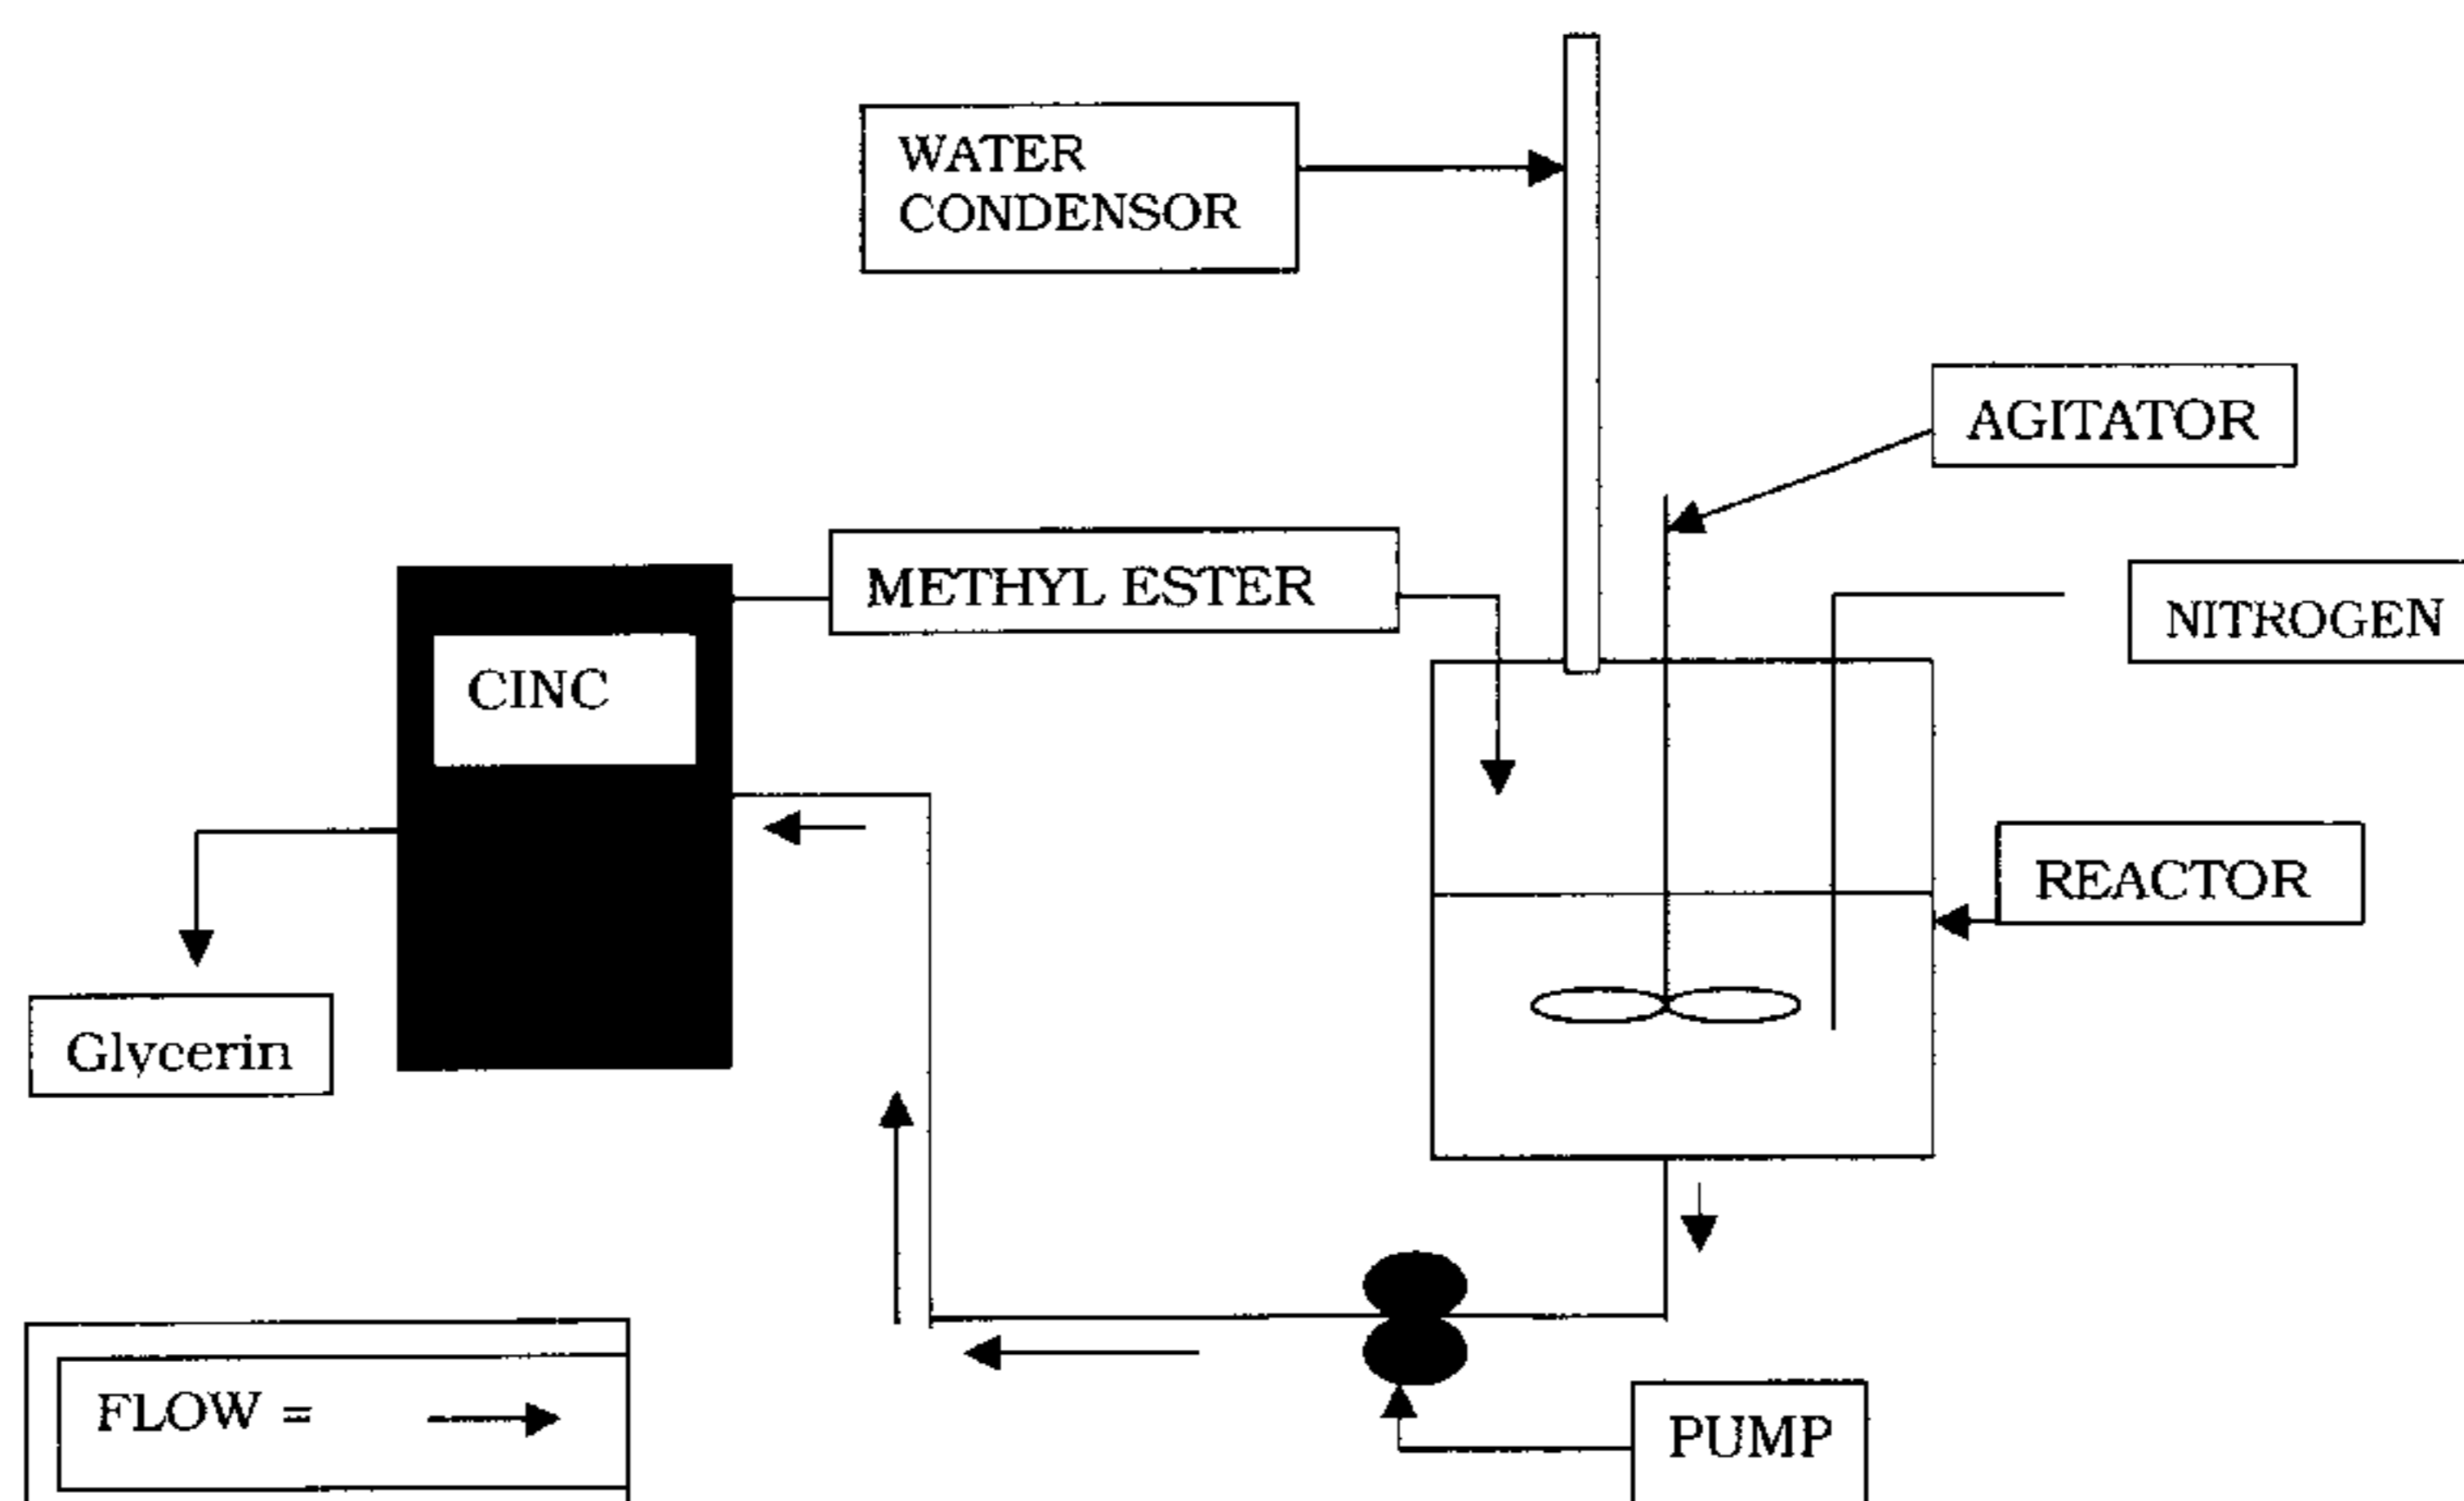 WATER
CONDENSOR
AGITATOR
METHYL ESTER
NITROGEN
CINC
REACTOR
Glycerin
FLOW =
PUMP